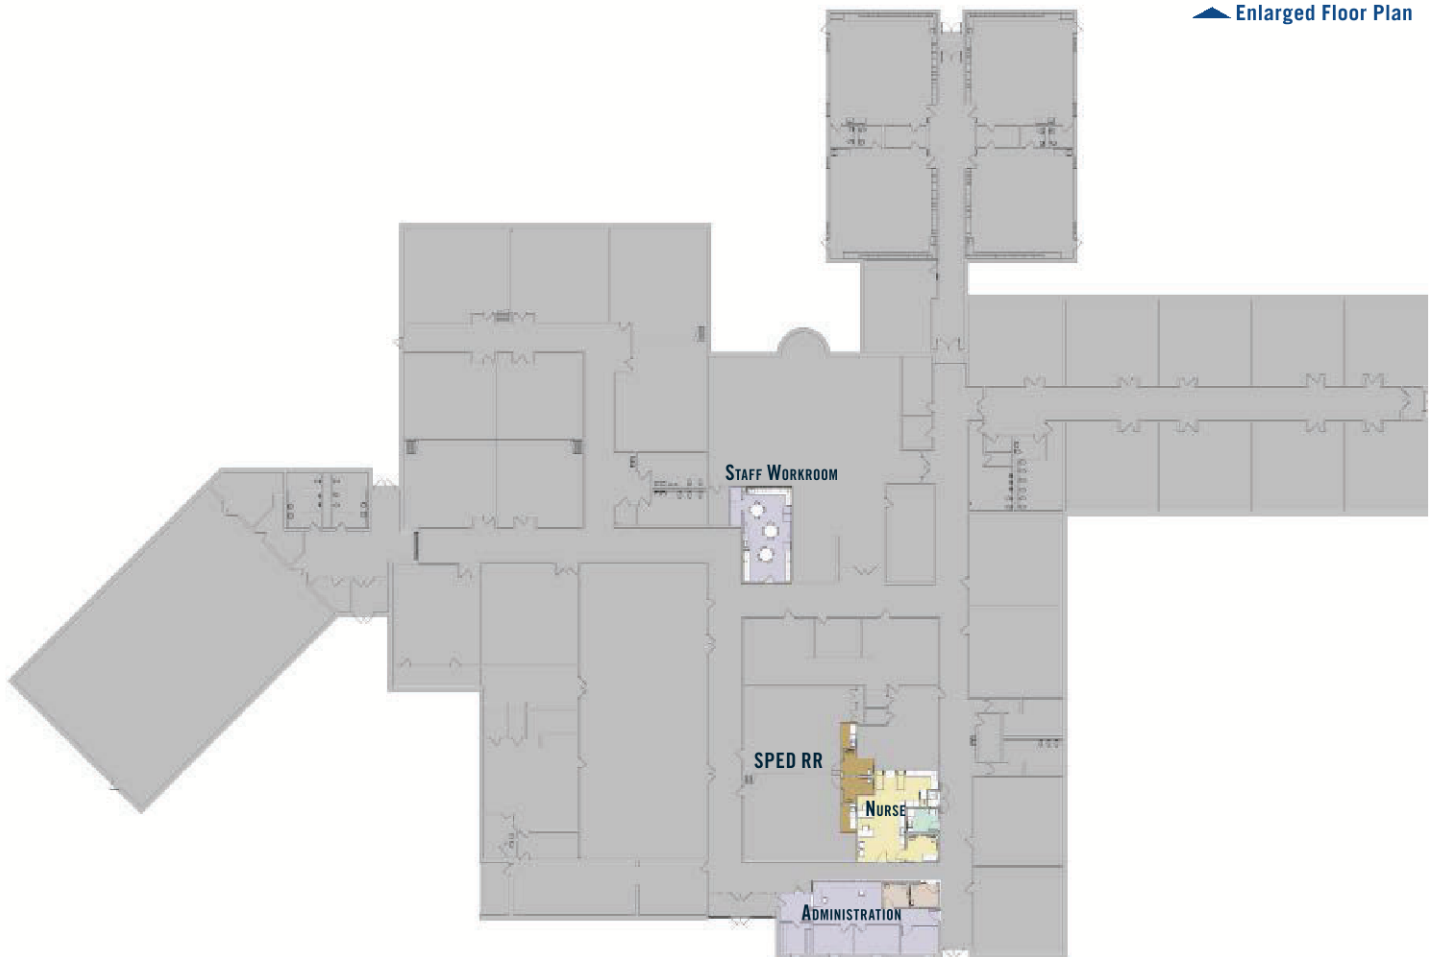 Enlarged Floor Plan
Staff Workroom
SPED RR
Nurse
Administration